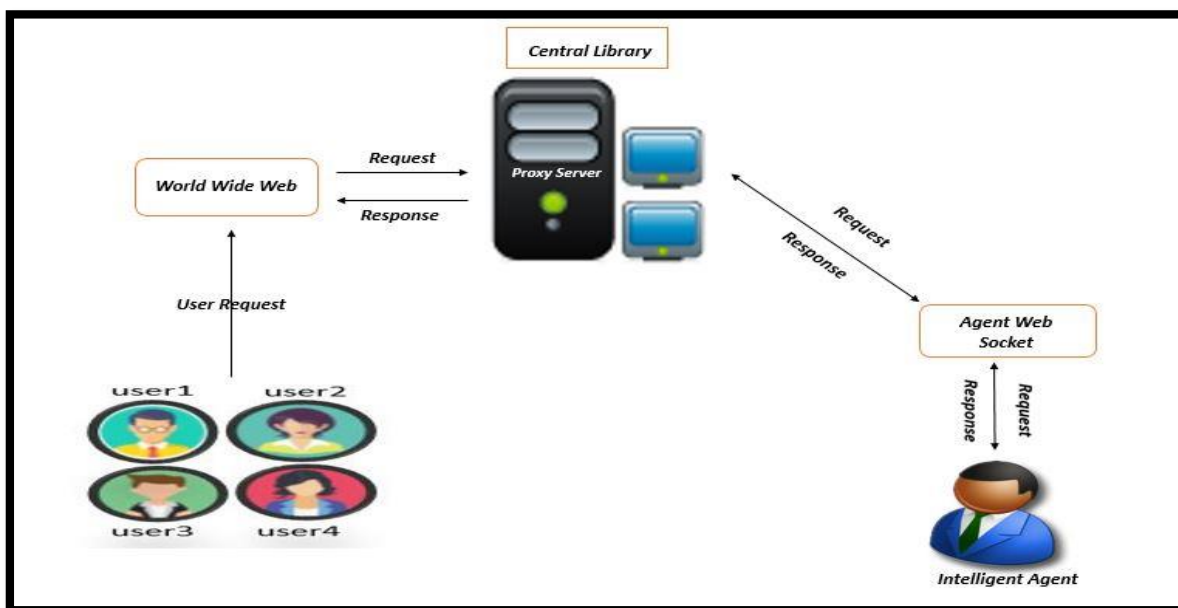 Central Library
Request
Proxy Server
World Wide Web
Response
Request
Response
User Request
Agent Web
Socket
user1
user2
Response
Request
user3
user4
Intelligent Agent